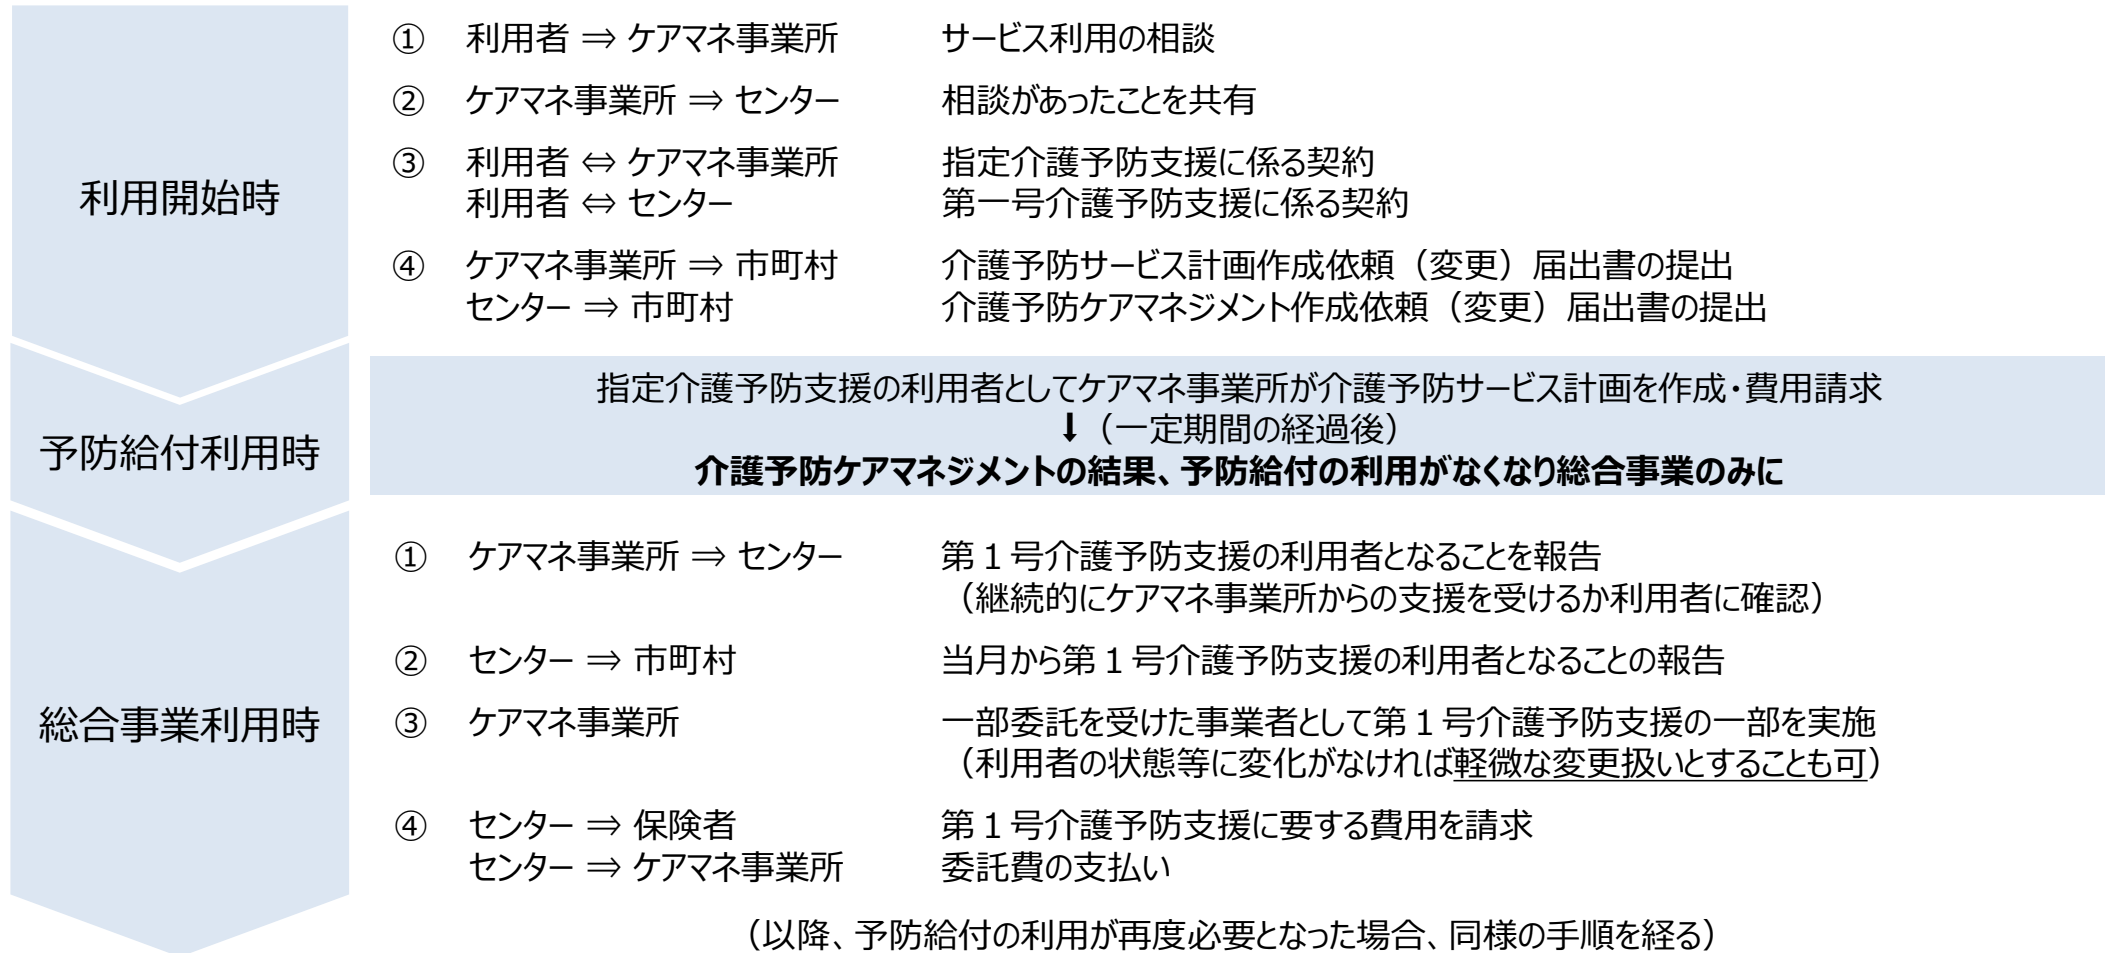 利用開始時
① 利用者 ⇒ ケアマネ事業所 サービス利用の相談
② ケアマネ事業所 ⇒ センター 相談があったことを共有
③ 利用者 ⇔ ケアマネ事業所 指定介護予防支援に係る契約
利用者 ⇔ センター 第一号介護予防支援に係る契約
④ ケアマネ事業所 ⇒ 市町村 介護予防サービス計画作成依頼（変更）届出書の提出
センター ⇒ 市町村 介護予防ケアマネジメント作成依頼（変更）届出書の提出
予防給付利用時
指定介護予防支援の利用者としてケアマネ事業所が介護予防サービス計画を作成・費用請求
⬇（一定期間の経過後）
介護予防ケアマネジメントの結果、予防給付の利用がなくなり総合事業のみに
総合事業利用時
① ケアマネ事業所 ⇒ センター 第１号介護予防支援の利用者となることを報告
（継続的にケアマネ事業所からの支援を受けるか利用者に確認）
② センター ⇒ 市町村 当月から第１号介護予防支援の利用者となることの報告
③ ケアマネ事業所 一部委託を受けた事業者として第１号介護予防支援の一部を実施
（利用者の状態等に変化がなければ軽微な変更扱いとすることも可）
④ センター ⇒ 保険者 第１号介護予防支援に要する費用を請求
センター ⇒ ケアマネ事業所 委託費の支払い
（以降、予防給付の利用が再度必要となった場合、同様の手順を経る）